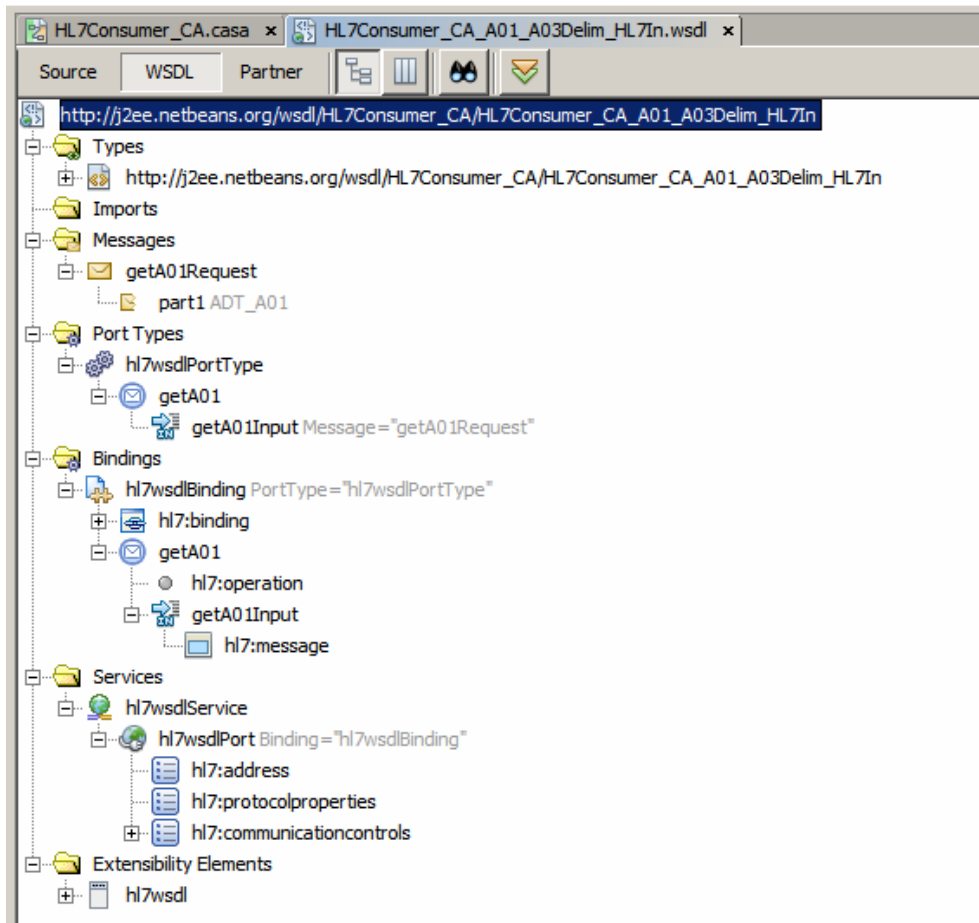 HL7Consumer_CA.casa × HL7Consumer_CA_A01_A03Delim_HL7In.wsdl ×
Source WSDL Partner
http://j2ee.netbeans.org/wsdl/HL7Consumer_CA/HL7Consumer_CA_A01_A03Delim_HL7In
Types
http://j2ee.netbeans.org/wsdl/HL7Consumer_CA/HL7Consumer_CA_A01_A03Delim_HL7In
Imports
Messages
getA01Request
part1 ADT_A01
Port Types
hl7wsdlPortType
getA01
getA01Input Message="getA01Request"
Bindings
hl7wsdlBinding PortType="hl7wsdlPortType"
hl7:binding
getA01
hl7:operation
getA01Input
hl7:message
Services
hl7wsdlService
hl7wsdlPort Binding="hl7wsdlBinding"
hl7:address
hl7:protocolproperties
hl7:communicationcontrols
Extensibility Elements
hl7wsdl